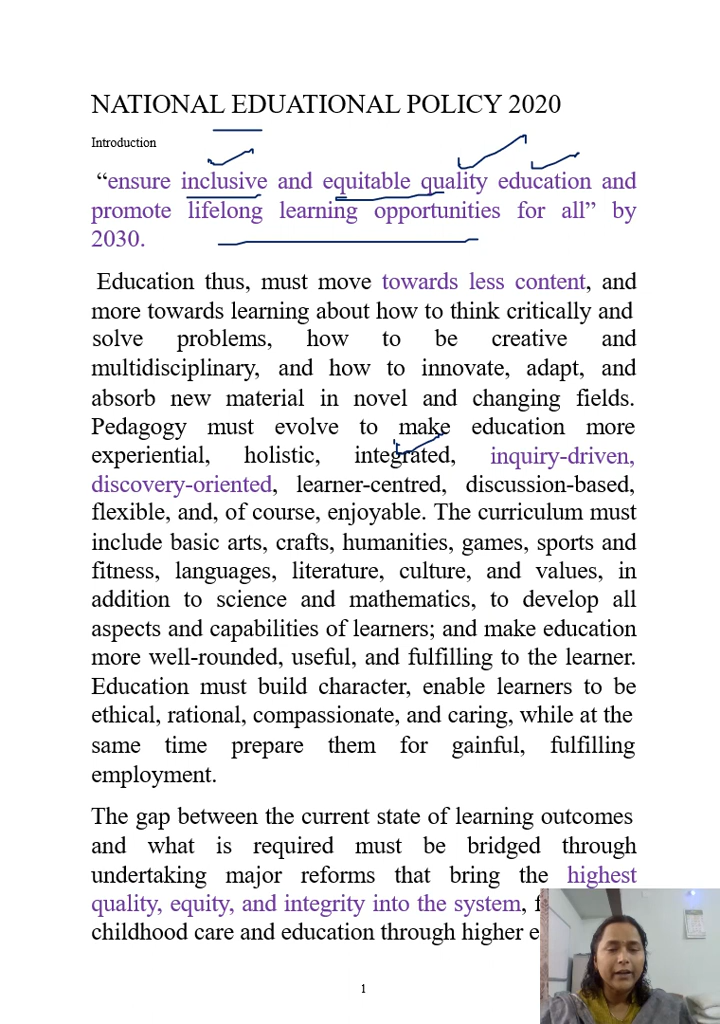 NATIONAL EDUATIONAL POLICY 2020
Introduction
“ensure inclusive and equitable quality education and
promote lifelong learning opportunities for all” by
2030.
Education thus, must move towards less content, and
more towards learning about how to think critically and
solve problems, how to be creative and
multidisciplinary, and how to innovate, adapt, and
absorb new material in novel and changing fields.
Pedagogy must evolve to make education more
experiential, holistic, integrated, inquiry-driven,
discovery-oriented, learner-centred, discussion-based,
flexible, and, of course, enjoyable. The curriculum must
include basic arts, crafts, humanities, games, sports and
fitness, languages, literature, culture, and values, in
addition to science and mathematics, to develop all
aspects and capabilities of learners; and make education
more well-rounded, useful, and fulfilling to the learner.
Education must build character, enable learners to be
ethical, rational, compassionate, and caring, while at the
same time prepare them for gainful, fulfilling
employment.
The gap between the current state of learning outcomes
and what is required must be bridged through
undertaking major reforms that bring the highest
quality, equity, and integrity into the system,
childhood care and education through higher
1